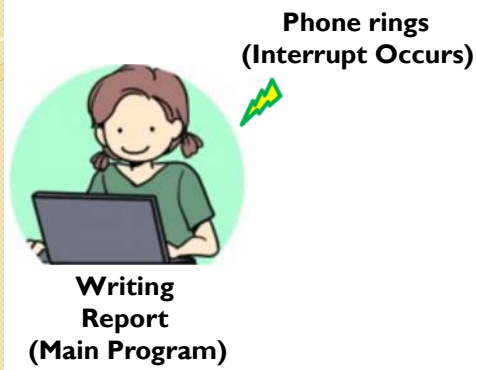 Phone rings
(Interrupt Occurs)
Writing
Report
(Main Program)